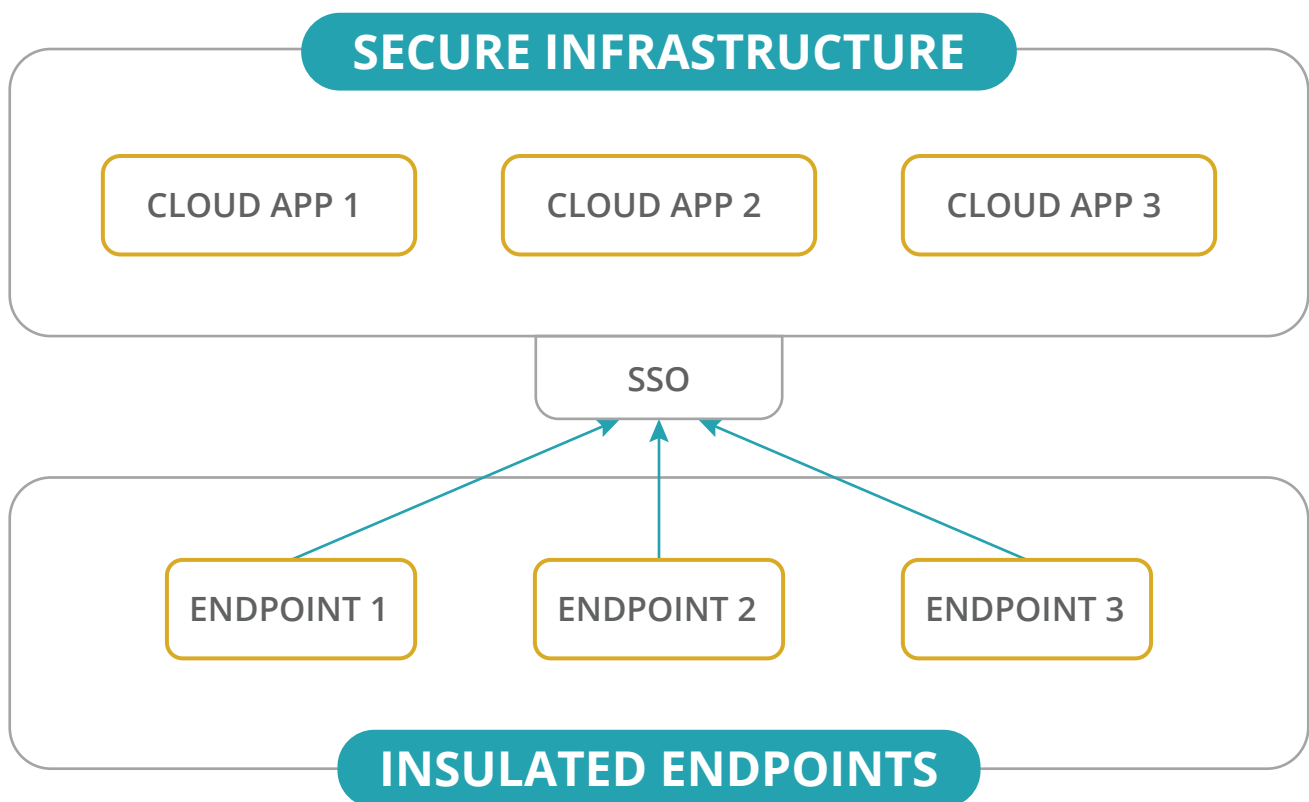 SECURE INFRASTRUCTURE
CLOUD APP 1
CLOUD APP 2
CLOUD APP 3
SSO
ENDPOINT 1
ENDPOINT 2
ENDPOINT 3
INSULATED ENDPOINTS